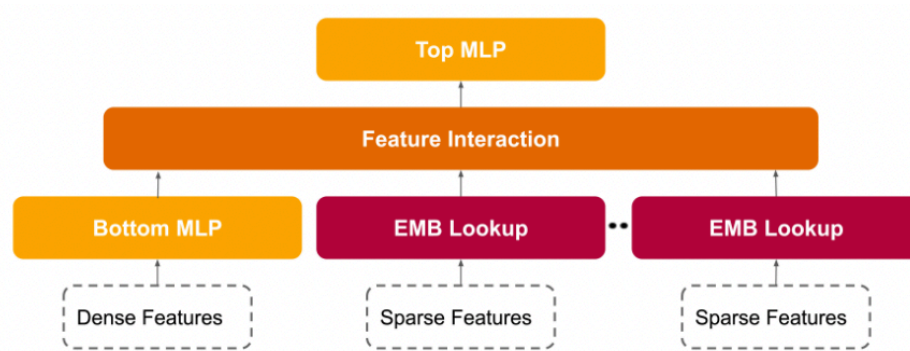 Top MLP
Feature Interaction
Bottom MLP
EMB Lookup
EMB Lookup
Dense Features
Sparse Features
Sparse Features